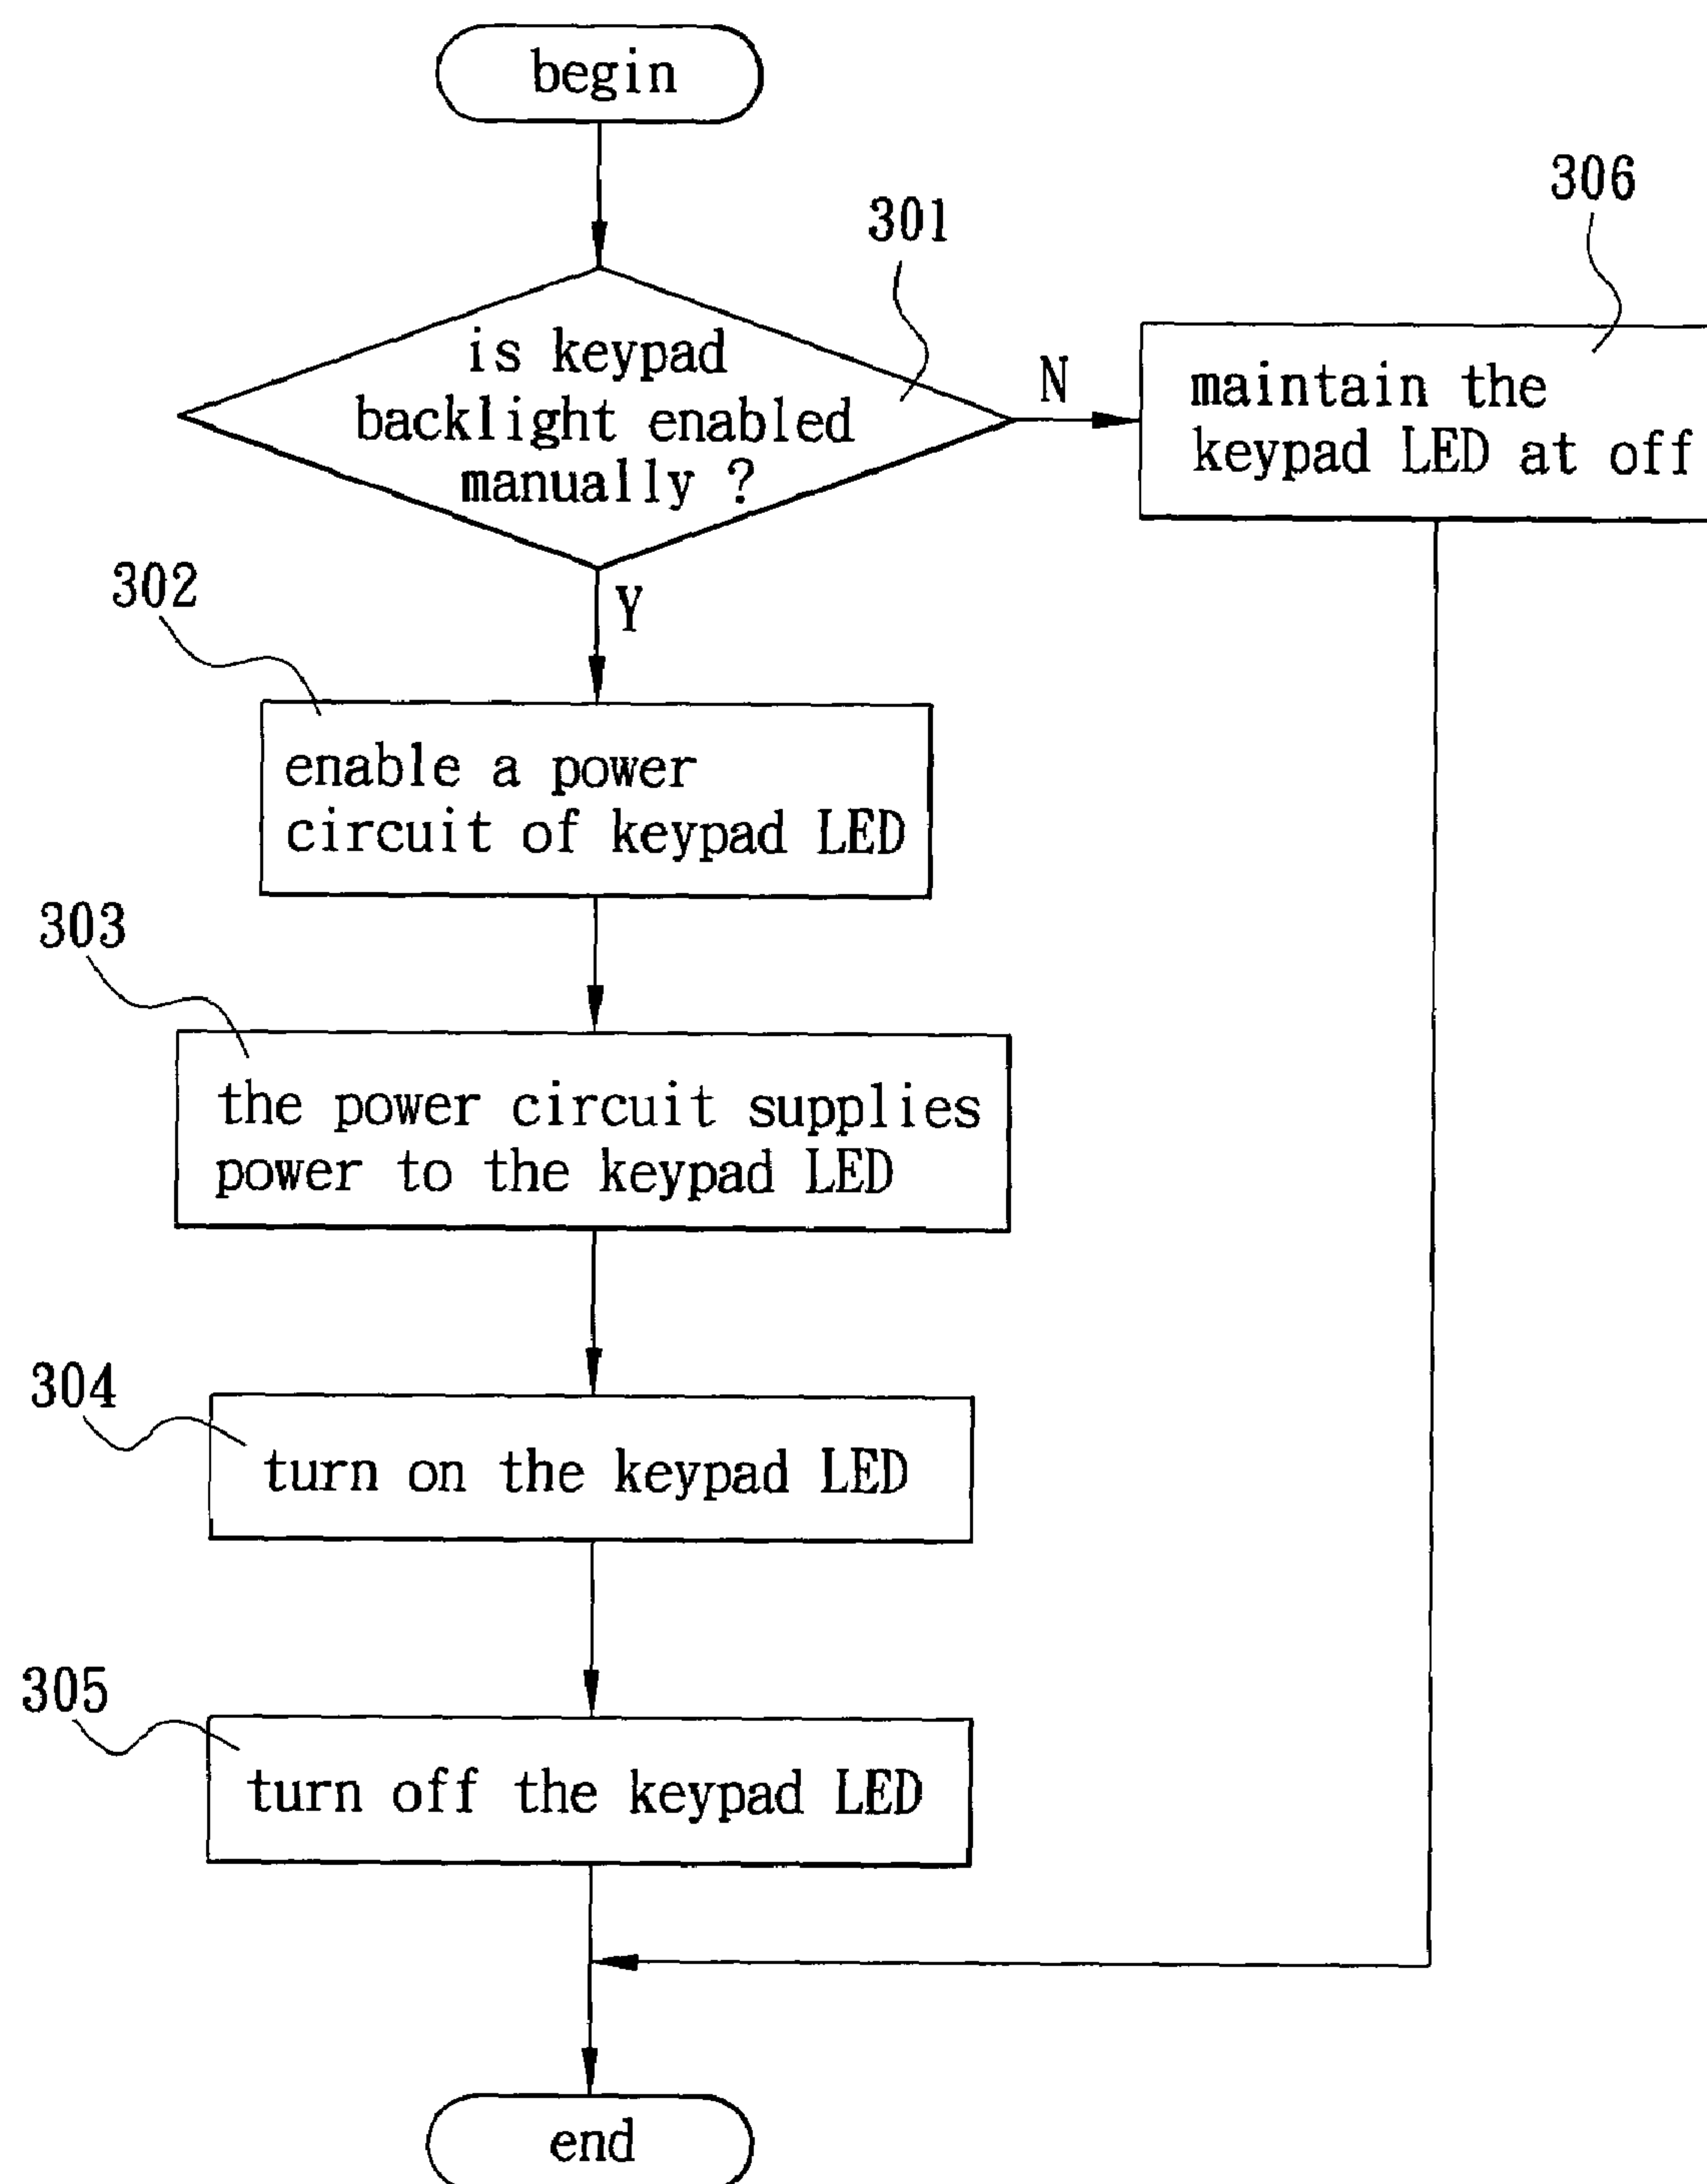 begin
301
306
is keypad
backlight enabled
manually ?
N
maintain the
keypad LED at off
302
Y
enable a power
circuit of keypad LED
303
the power circuit supplies
power to the keypad LED
304
turn on the keypad LED
305
turn off the keypad LED
end